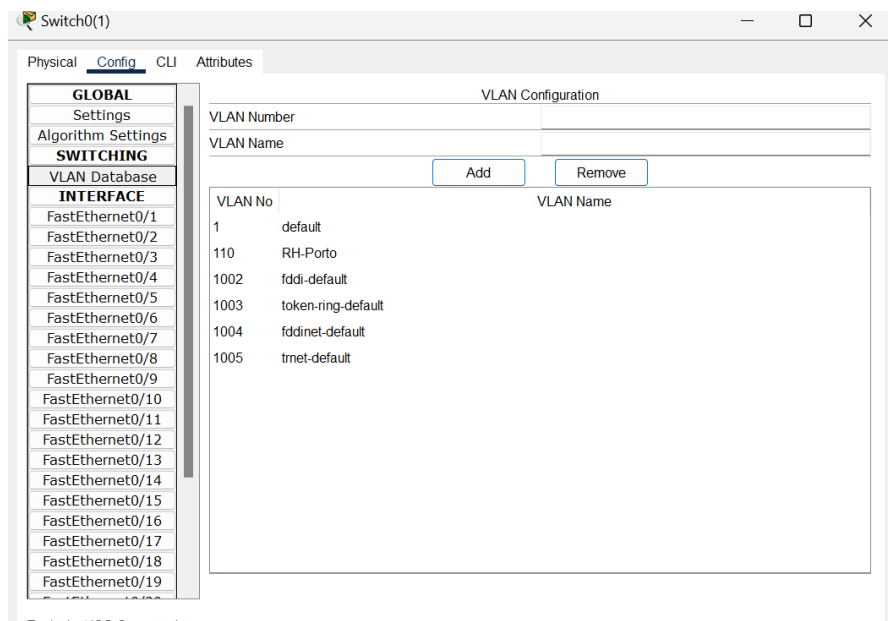 Switch0(1)
Physical Config CLI Attributes
GLOBAL
Settings
Algorithm Settings
SWITCHING
VLAN Database
INTERFACE
FastEthernet0/1
FastEthernet0/2
FastEthernet0/3
FastEthernet0/4
FastEthernet0/5
FastEthernet0/6
FastEthernet0/7
FastEthernet0/8
FastEthernet0/9
FastEthernet0/10
FastEthernet0/11
FastEthernet0/12
FastEthernet0/13
FastEthernet0/14
FastEthernet0/15
FastEthernet0/16
FastEthernet0/17
FastEthernet0/18
FastEthernet0/19
VLAN Configuration
VLAN Number
VLAN Name
Add Remove
VLAN No VLAN Name
1 default
110 RH-Porto
1002 fddi-default
1003 token-ring-default
1004 fddinet-default
1005 trnet-default